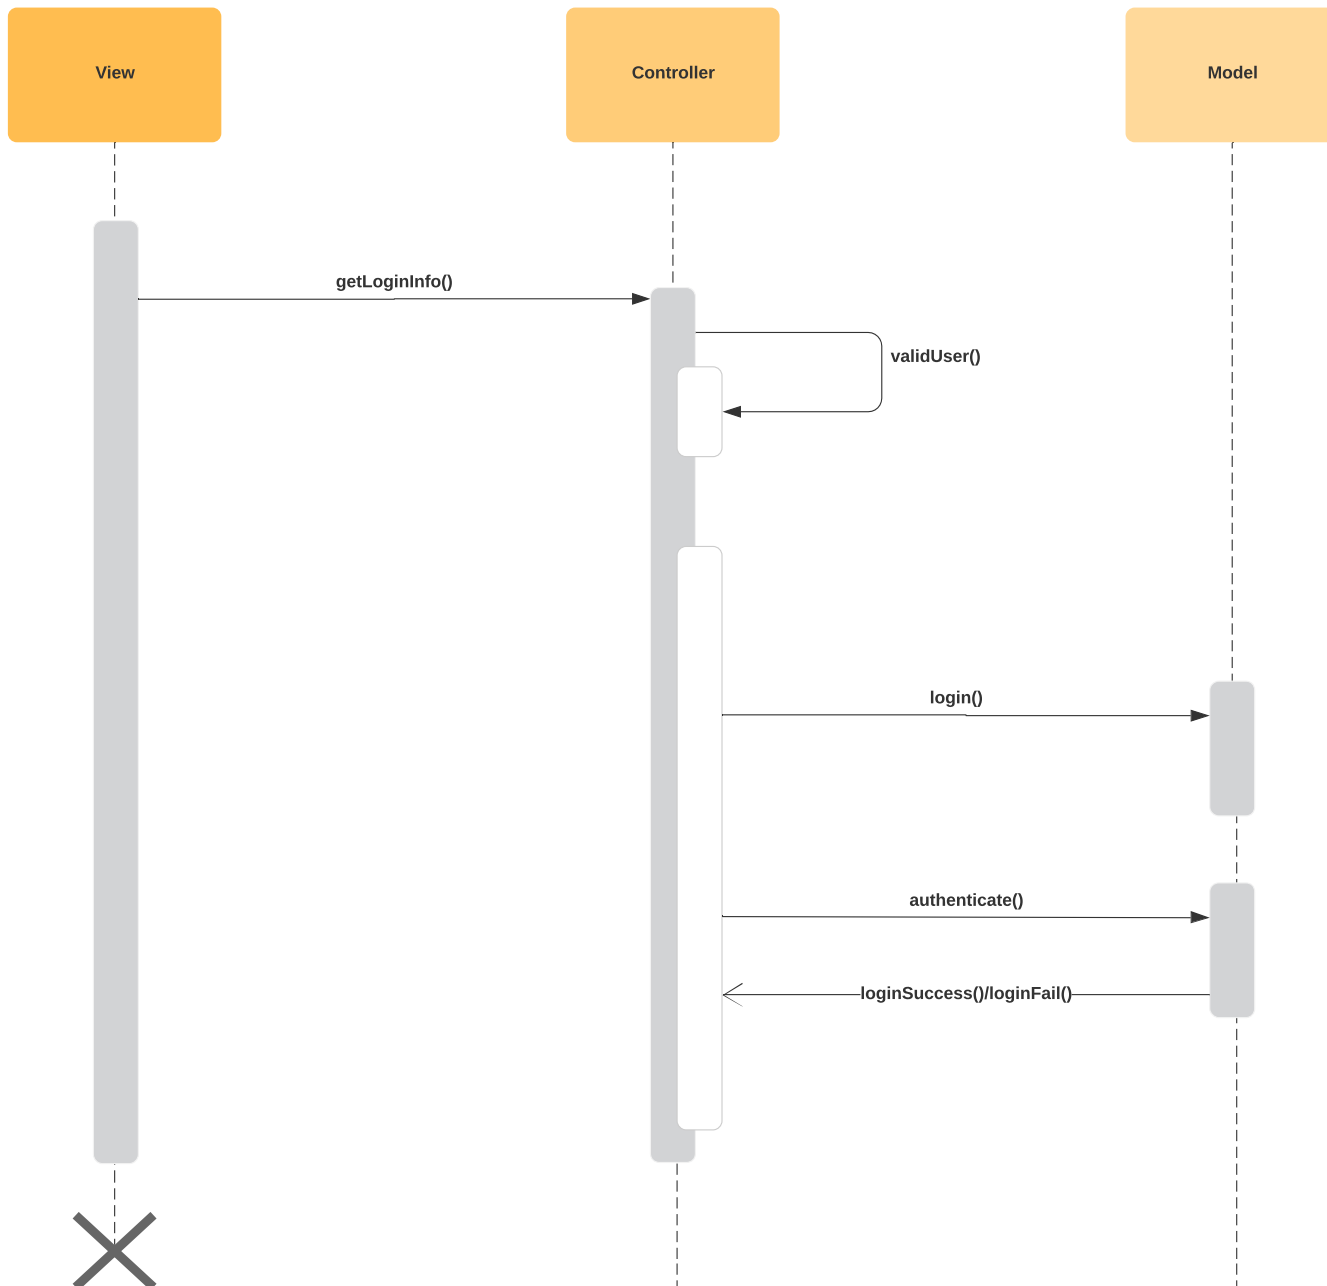 View
Controller
Model
getLoginInfo()
validUser()
login()
authenticate()
loginSuccess()/loginFail()